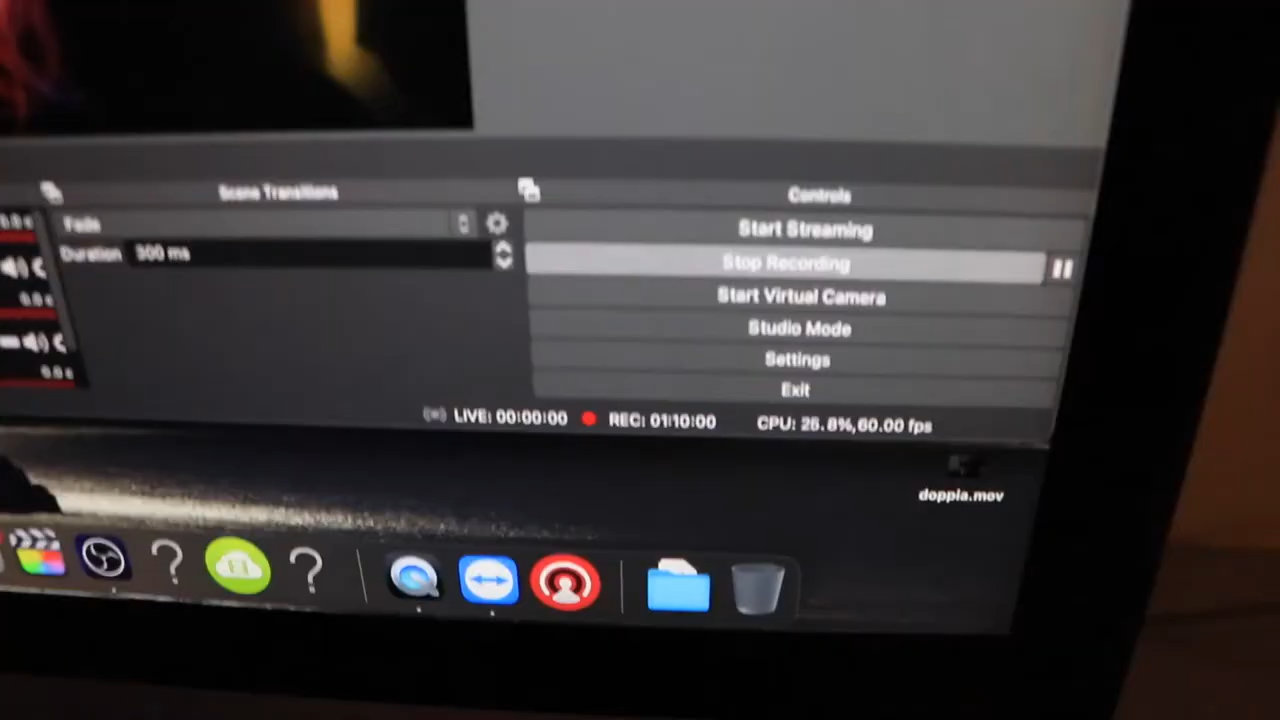 Scene Transitions
Controls
Fade
Duration 300 ms
Start Streaming
Stop Recording
Start Virtual Camera
Studio Mode
Settings
Exit
LIVE: 00:00:00 REC: 01:10:00 CPU: 25.8%,60.00 fps
doppia.mov